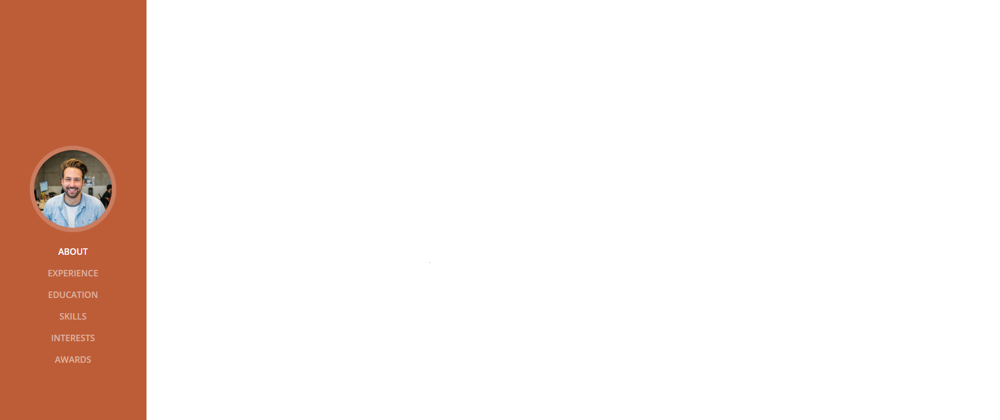 ABOUT
EXPERIENCE
EDUCATION
SKILLS
INTERESTS
AWARDS